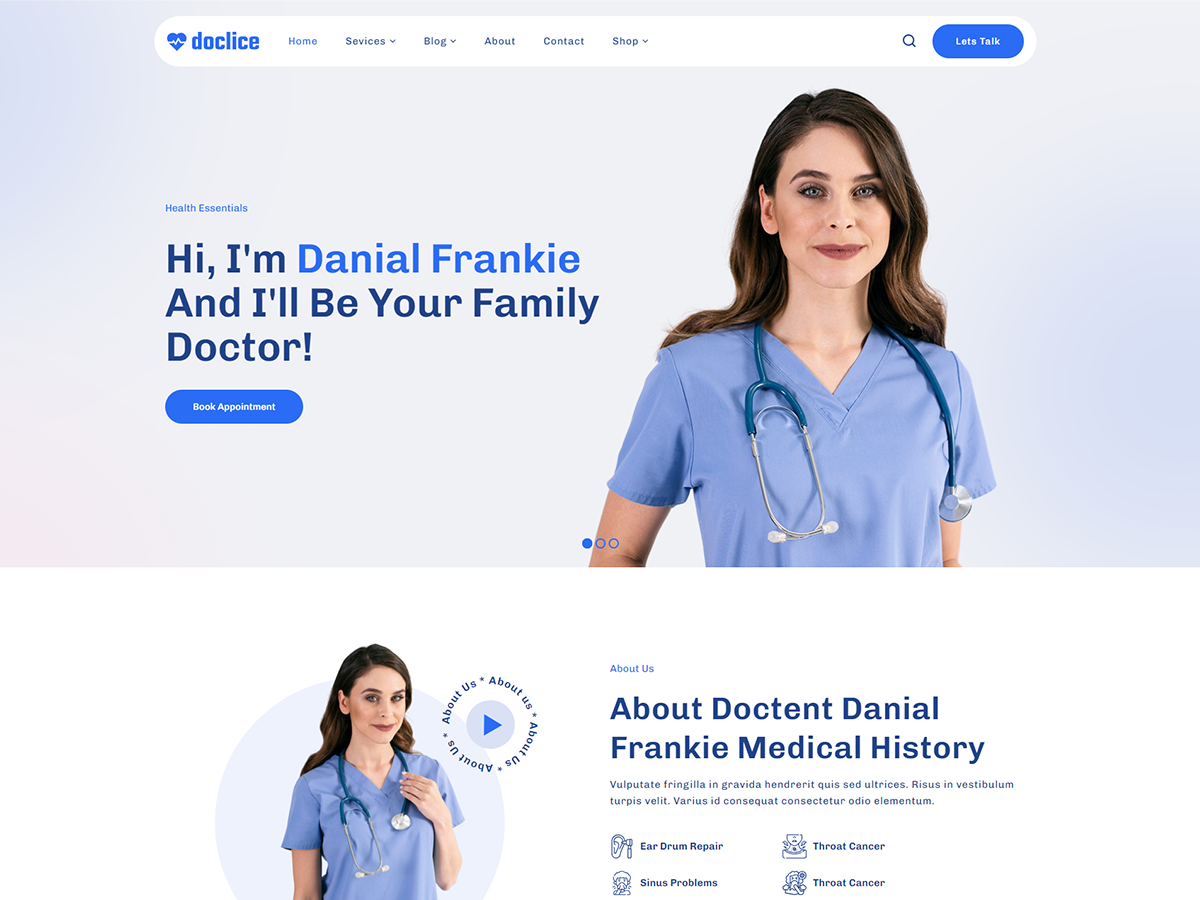 doclice
Home
Sevices
Blog
About
Contact
Shop
Lets Talk
Health Essentials
Hi, I'm Danial Frankie
And I'll Be Your Family
Doctor!
Book Appointment
About Us * About us * About Us * About Us *
About Us
About Doctent Danial
Frankie Medical History
Vulputate fringilla in gravida hendrerit quis sed ultrices. Risus in vestibulum
turpis velit. Varius id consequat consectetur odio elementum.
Ear Drum Repair
Throat Cancer
Sinus Problems
Throat Cancer